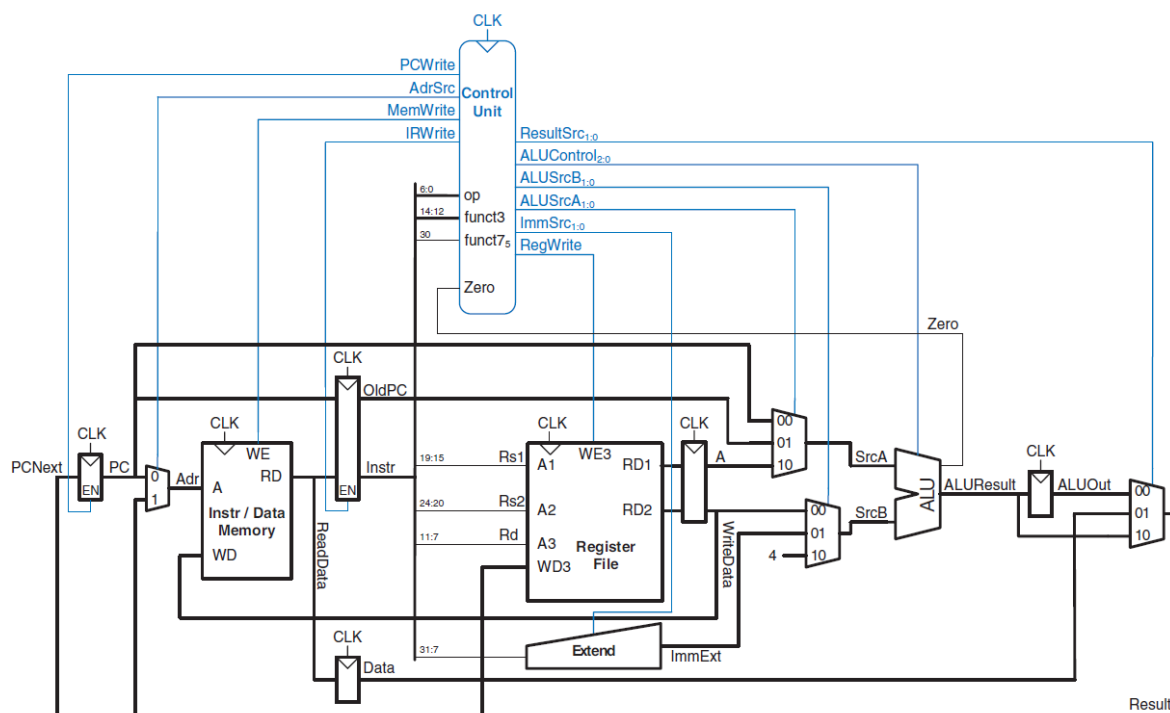 CLK
PCWrite
AdrSrc
MemWrite
IRWrite
Control
Unit
ResultSrc1:0
ALUControl2:0
ALUSrcB1:0
ALUSrcA1:0
ImmSrc1:0
RegWrite
6:0
op
14:12
funct3
30
funct75
Zero
Zero
CLK
OldPC
CLK
CLK
CLK
CLK
CLK
PCNext
EN
PC
0
1
Adr
A
WE
RD
Instr / Data
Memory
WD
ReadData
EN
Instr
19:15
Rs1
24:20
Rs2
11:7
Rd
A1
A2
A3
WD3
WE3
RD1
RD2
Register
File
A
WriteData
00
01
10
SrcA
00
01
4
10
SrcB
ALU
ALUResult
ALUOut
00
01
10
31:7
Extend
ImmExt
CLK
Data
Result